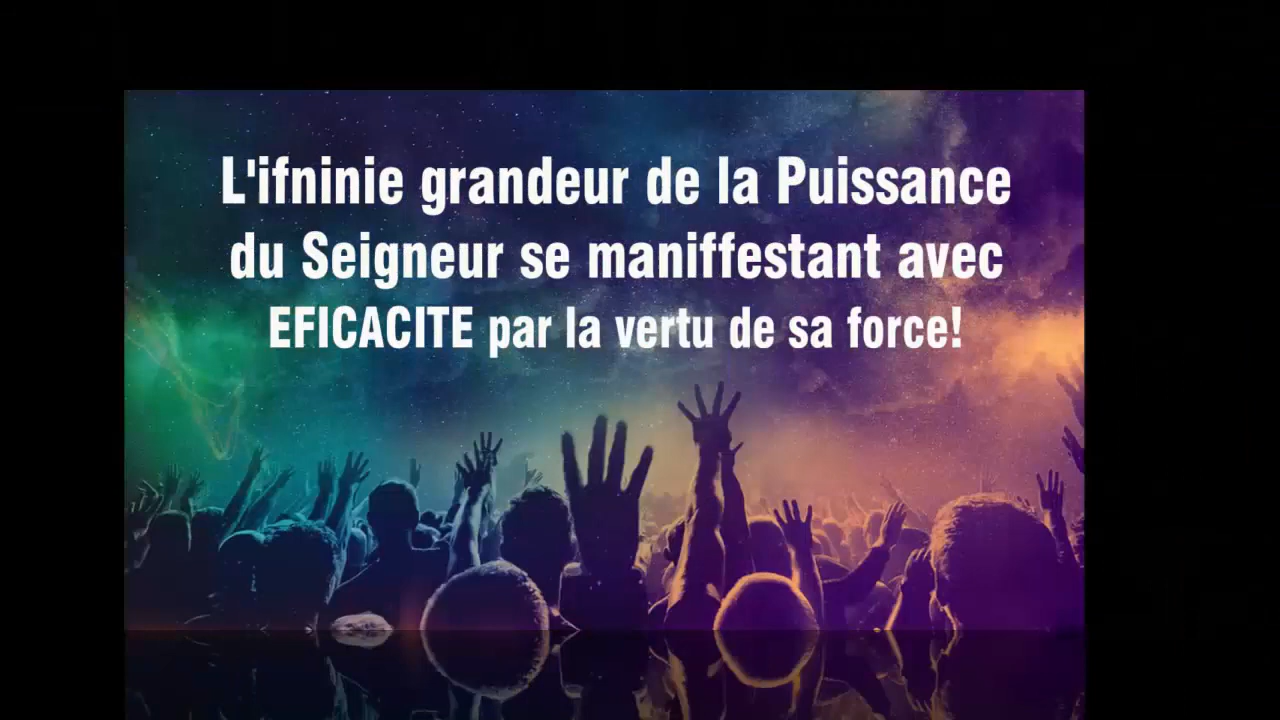 L'ifninie grandeur de la Puissance
du Seigneur se maniffestant avec
EFICACITE par la vertu de sa force!